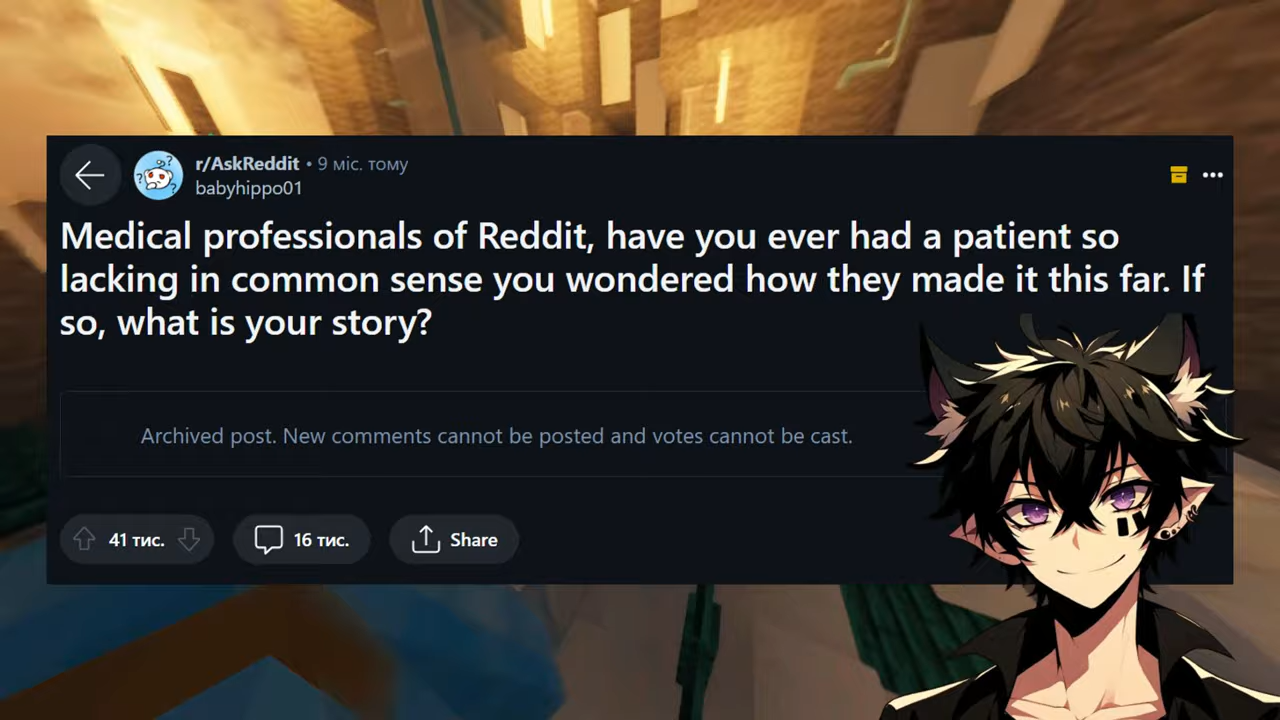 r/AskReddit • 9 міс. тому
babyhippo01
Medical professionals of Reddit, have you ever had a patient so
lacking in common sense you wondered how they made it this far. If
so, what is your story?
Archived post. New comments cannot be posted and votes cannot be cast.
41 тис. 16 тис. Share